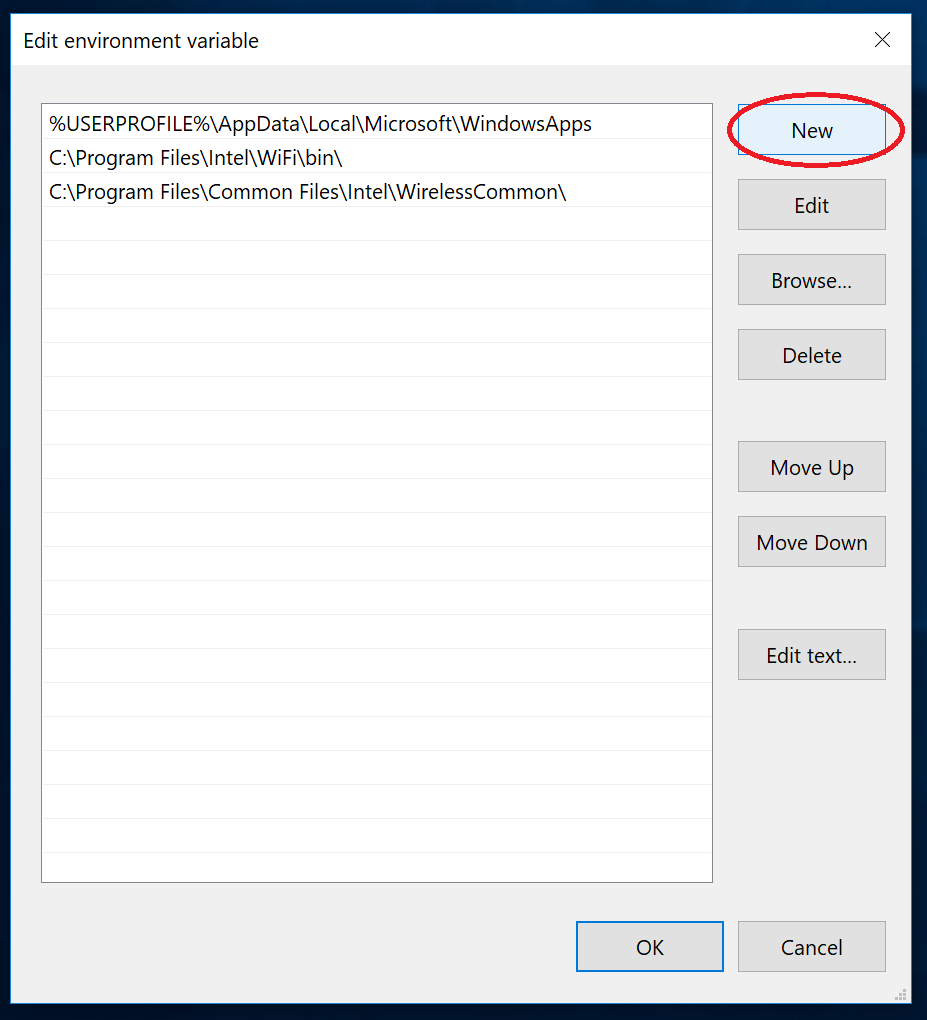 Edit environment variable
%USERPROFILE%\AppData\Local\Microsoft\WindowsApps
C:\Program Files\Intel\WiFi\bin\
C:\Program Files\Common Files\Intel\WirelessCommon\
New
Edit
Browse...
Delete
Move Up
Move Down
Edit text...
OK
Cancel